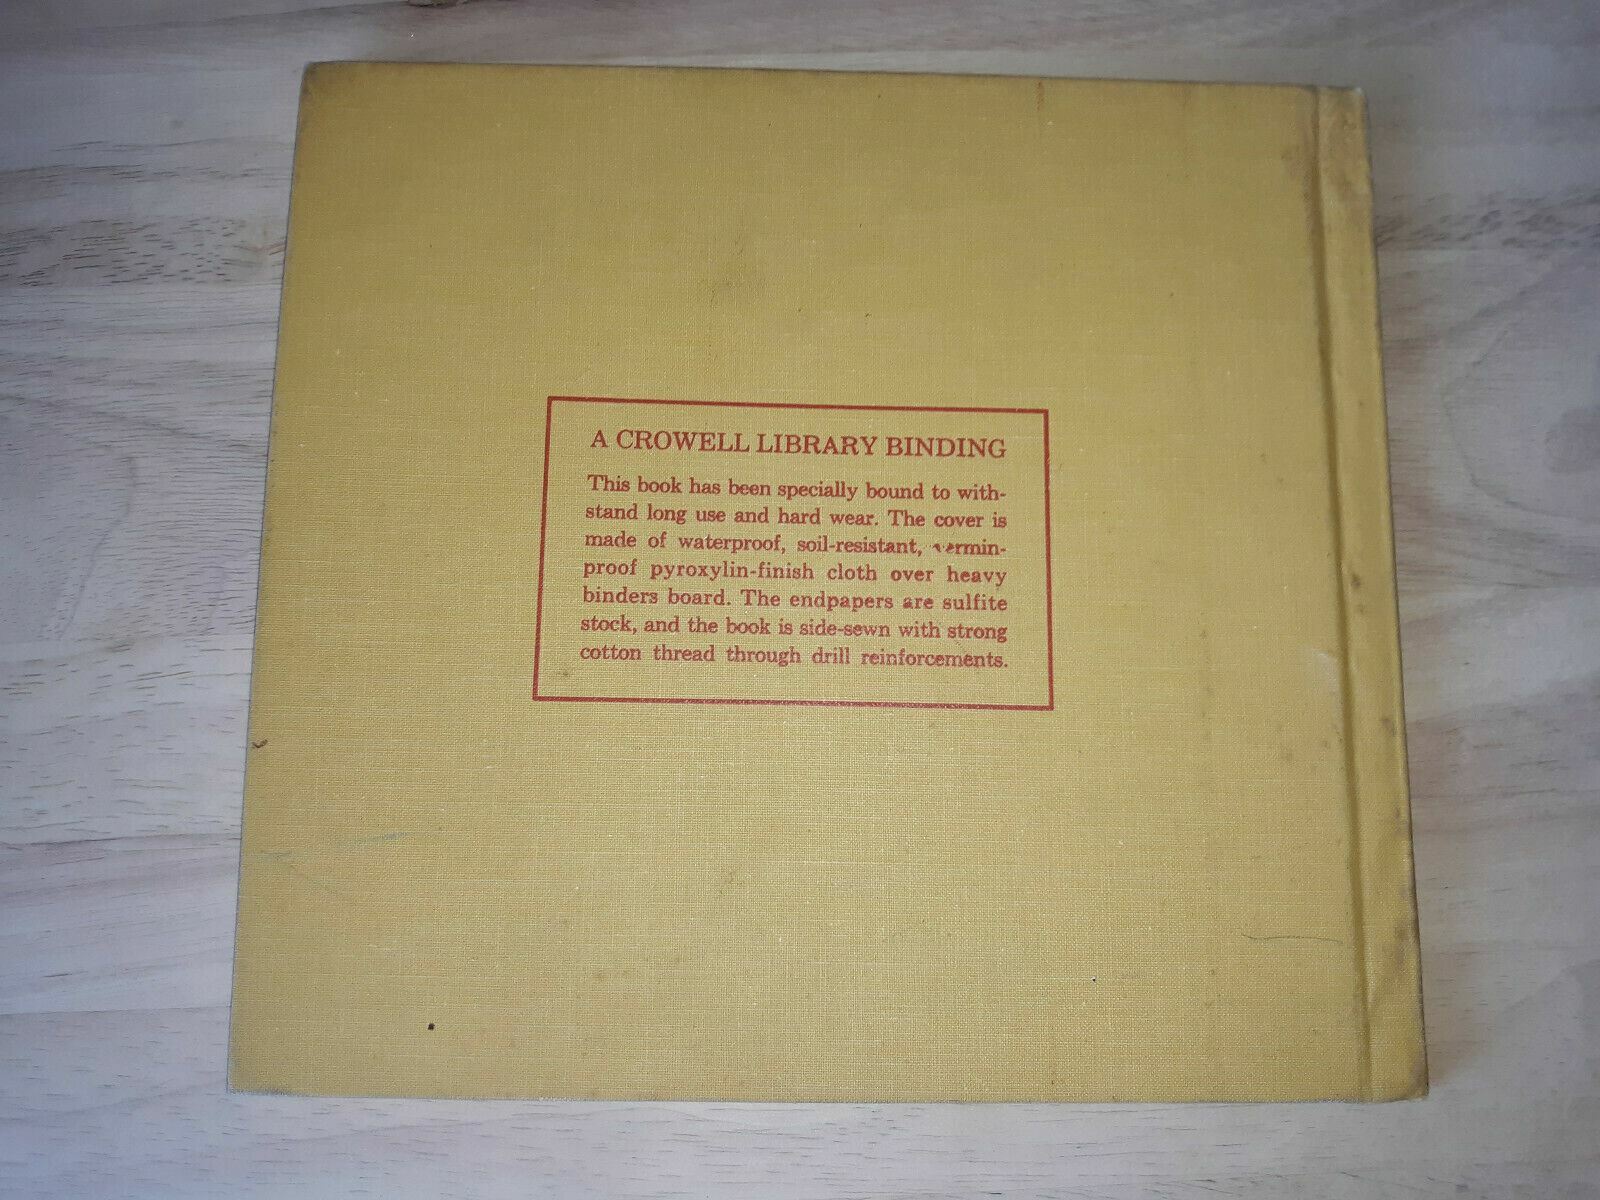 A CROWELL LIBRARY BINDING
This book has been specially bound to with-
stand long use and hard wear. The cover is
made of waterproof, soil-resistant, vermin-
proof pyroxylin-finish cloth over heavy
binders board. The endpapers are sulfite
stock, and the book is side-sewn with strong
cotton thread through drill reinforcements.